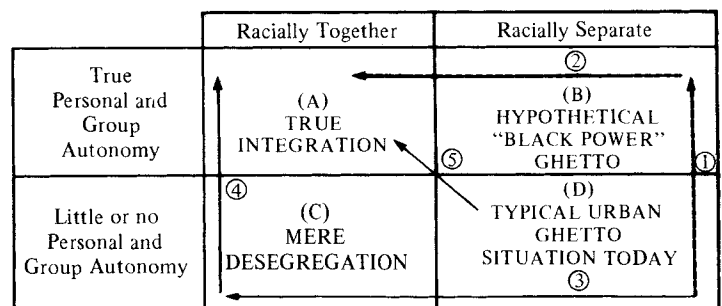 Racially Together
Racially Separate
True
Personal and
Group
Autonomy
(A)
TRUE
INTEGRATION
②
(B)
HYPOTHETICAL
"BLACK POWER"
GHETTO
①
⑤
④
Little or no
Personal and
Group Autonomy
(C)
MERE
DESEGREGATION
(D)
TYPICAL URBAN
GHETTO
SITUATION TODAY
③